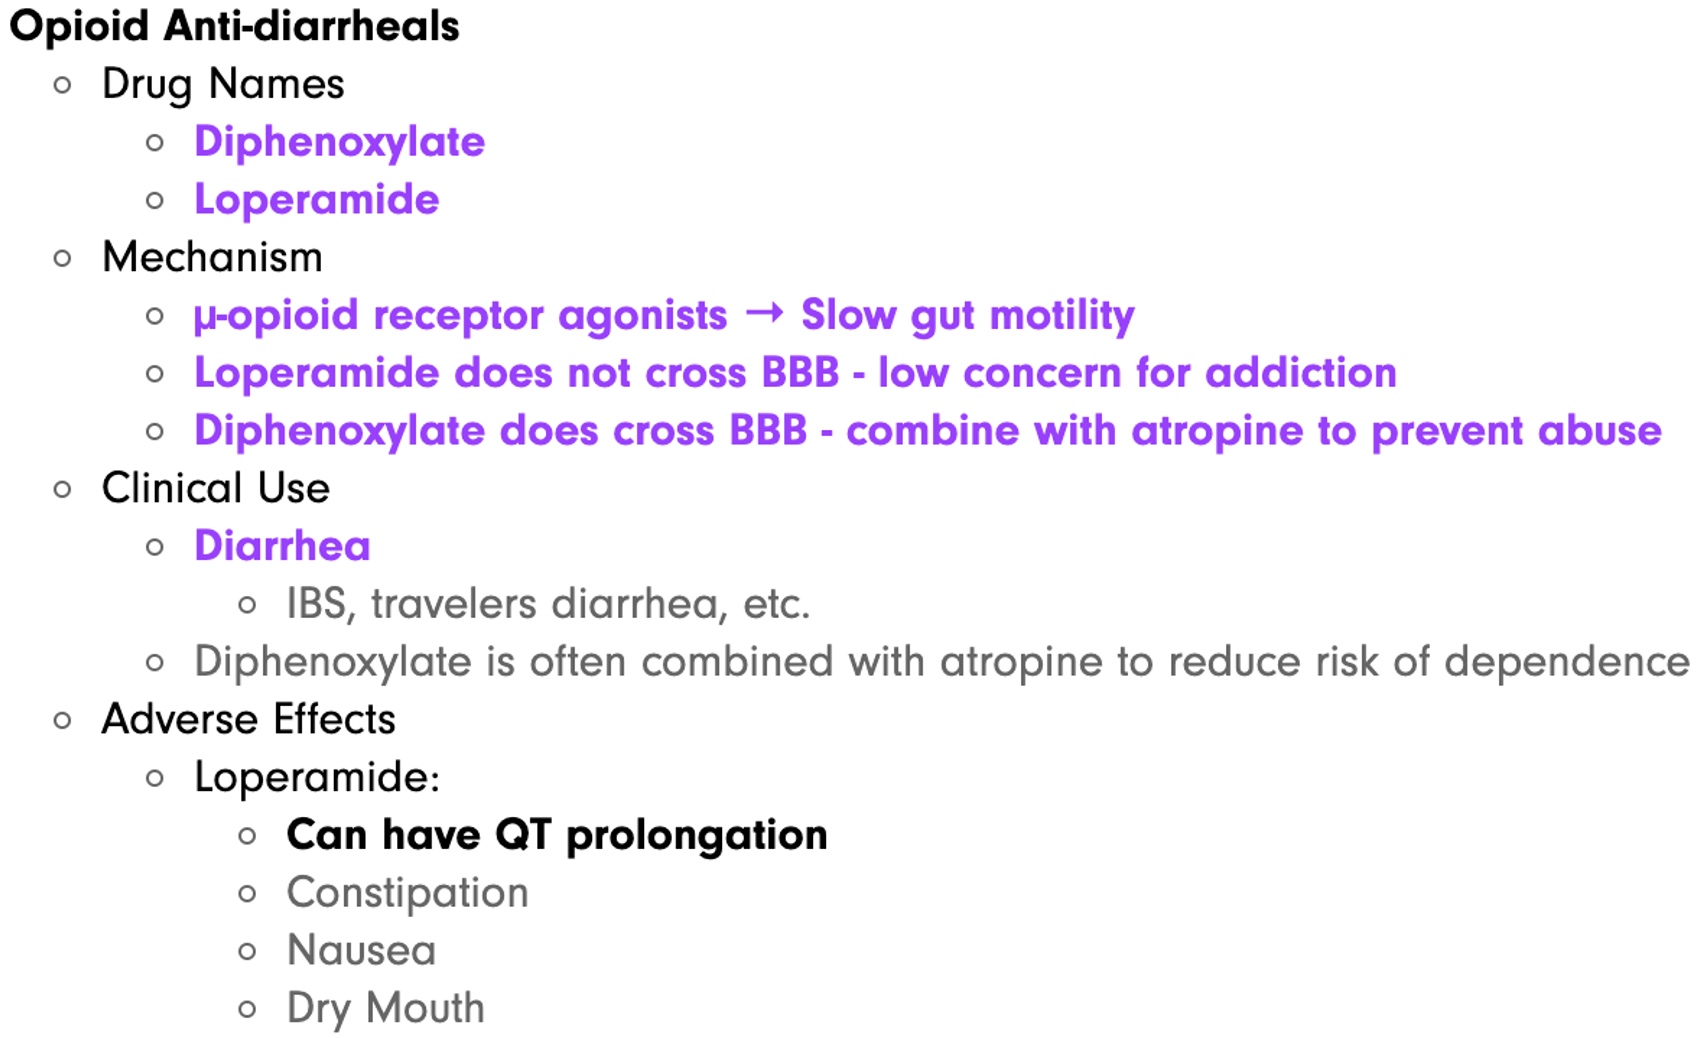 Opioid Anti-diarrheals
Drug Names
Diphenoxylate
Loperamide
Mechanism
μ-opioid receptor agonists → Slow gut motility
Loperamide does not cross BBB - low concern for addiction
Diphenoxylate does cross BBB - combine with atropine to prevent abuse
Clinical Use
Diarrhea
IBS, travelers diarrhea, etc.
Diphenoxylate is often combined with atropine to reduce risk of dependence
Adverse Effects
Loperamide:
Can have QT prolongation
Constipation
Nausea
Dry Mouth